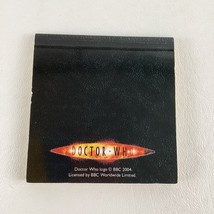 DOCTOR·WHO
Doctor Who logo © BBC 2004.
Licensed by BBC Worldwide Limited.